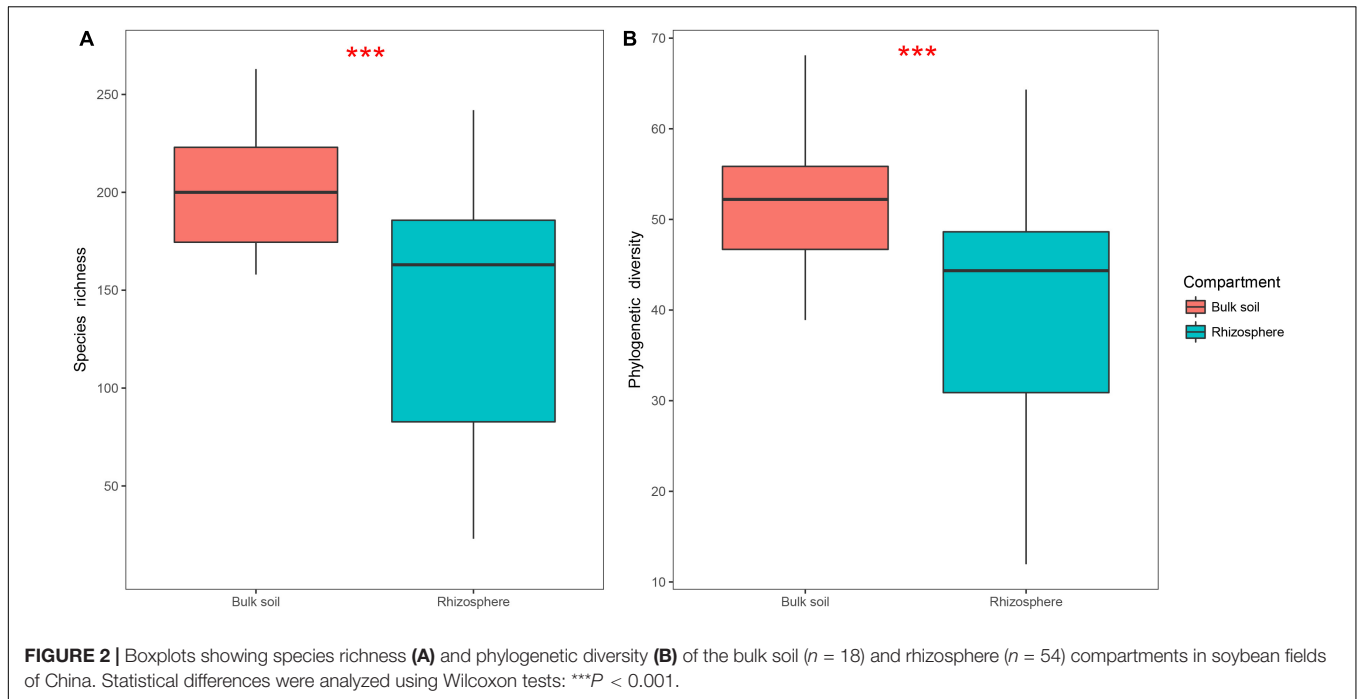 A
***
250
200
150
100
50
Species richness
Bulk soil
Rhizosphere
B
***
70
60
50
40
30
20
10
Phylogenetic diversity
Bulk soil
Rhizosphere
Compartment
Bulk soil
Rhizosphere
FIGURE 2 | Boxplots showing species richness (A) and phylogenetic diversity (B) of the bulk soil (n = 18) and rhizosphere (n = 54) compartments in soybean fields
of China. Statistical differences were analyzed using Wilcoxon tests: ***P < 0.001.